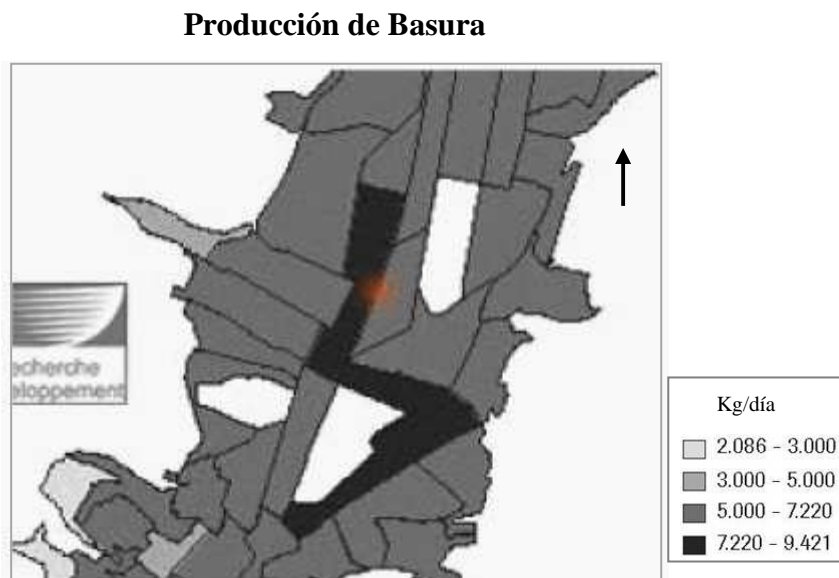 Producción de Basura
echerche
eloppement
Kg/día
2.086 - 3.000
3.000 - 5.000
5.000 - 7.220
7.220 - 9.421